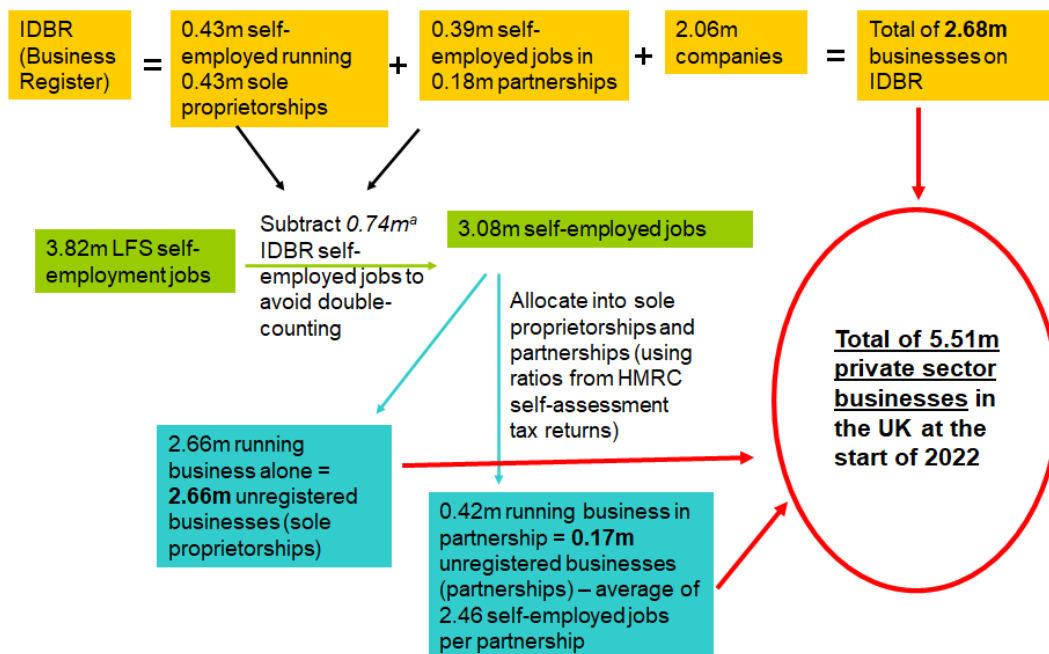 IDBR
(Business
Register)
=
0.43m self-
employed running
0.43m sole
proprietorships
+
0.39m self-
employed jobs in
0.18m partnerships
+
2.06m
companies
=
Total of 2.68m
businesses on
IDBR
3.82m LFS self-
employment jobs
Subtract 0.74mᵃ
IDBR self-
employed jobs to
avoid double-
counting
3.08m self-employed jobs
Allocate into sole
proprietorships and
partnerships (using
ratios from HMRC
self-assessment
tax returns)
2.66m running
business alone =
2.66m unregistered
businesses (sole
proprietorships)
0.42m running business in
partnership = 0.17m
unregistered businesses
(partnerships) – average of
2.46 self-employed jobs
per partnership
Total of 5.51m
private sector
businesses in
the UK at the
start of 2022